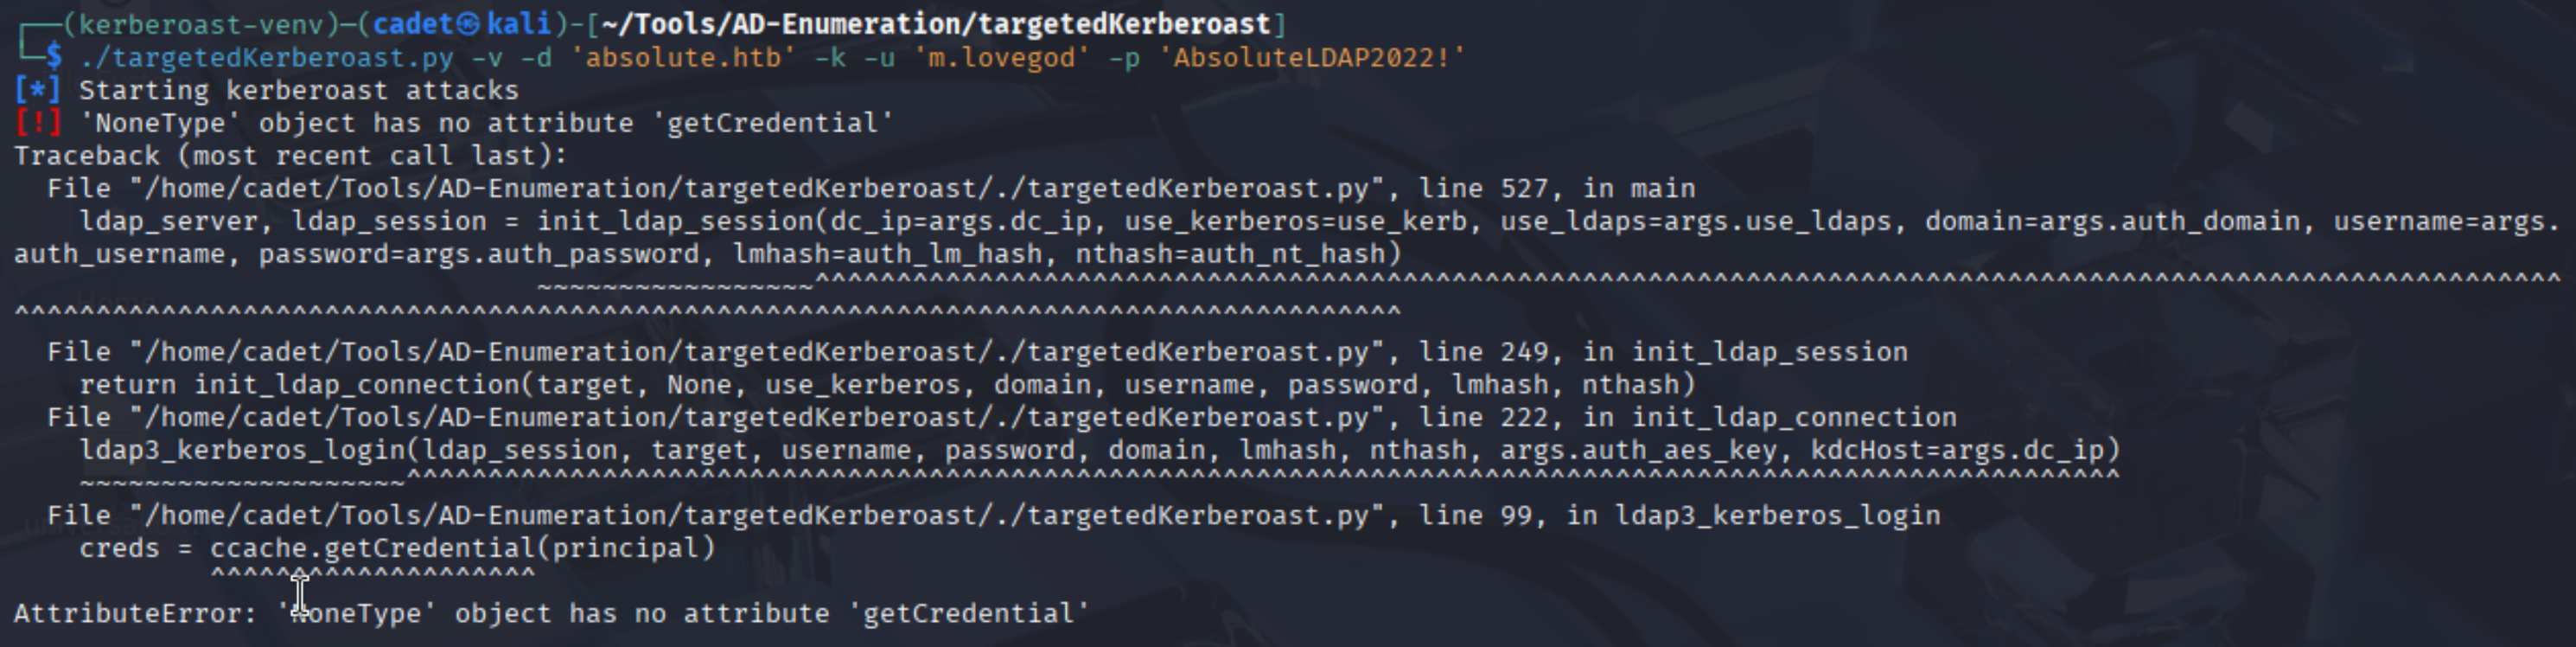 ┌──(kerberoast-venv)─(cadet㉿kali)-[~/Tools/AD-Enumeration/targetedKerberoast]
└─$ ./targetedKerberoast.py -v -d 'absolute.htb' -k -u 'm.lovegod' -p 'AbsoluteLDAP2022!'
[*] Starting kerberoast attacks
[!] 'NoneType' object has no attribute 'getCredential'
Traceback (most recent call last):
  File "/home/cadet/Tools/AD-Enumeration/targetedKerberoast/./targetedKerberoast.py", line 527, in main
    ldap_server, ldap_session = init_ldap_session(dc_ip=args.dc_ip, use_kerberos=use_kerb, use_ldaps=args.use_ldaps, domain=args.auth_domain, username=args.
auth_username, password=args.auth_password, lmhash=auth_lm_hash, nthash=auth_nt_hash)
                                ~~~~~~~~~~~~~~~~~^^^^^^^^^^^^^^^^^^^^^^^^^^^^^^^^^^^^^^^^^^^^^^^^^^^^^^^^^^^^^^^^^^^^^^^^^^^^^^^^^^^^^^^^^^^^^^^^^^^^^^^^^^^
^^^^^^^^^^^^^^^^^^^^^^^^^^^^^^^^^^^^^^^^^^^^^^^^^^^^^^^^^^^^^^^^^^^^^^^^^^^^^^^^^^^^^
  File "/home/cadet/Tools/AD-Enumeration/targetedKerberoast/./targetedKerberoast.py", line 249, in init_ldap_session
    return init_ldap_connection(target, None, use_kerberos, domain, username, password, lmhash, nthash)
  File "/home/cadet/Tools/AD-Enumeration/targetedKerberoast/./targetedKerberoast.py", line 222, in init_ldap_connection
    ldap3_kerberos_login(ldap_session, target, username, password, domain, lmhash, nthash, args.auth_aes_key, kdcHost=args.dc_ip)
    ~~~~~~~~~~~~~~~~~~~~^^^^^^^^^^^^^^^^^^^^^^^^^^^^^^^^^^^^^^^^^^^^^^^^^^^^^^^^^^^^^^^^^^^^^^^^^^^^^^^^^^^^^^^^^^^^^^^^^^^^^^^^^
  File "/home/cadet/Tools/AD-Enumeration/targetedKerberoast/./targetedKerberoast.py", line 99, in ldap3_kerberos_login
    creds = ccache.getCredential(principal)
            ^^^^^^^^^^^^^^^^^^^^
AttributeError: 'NoneType' object has no attribute 'getCredential'